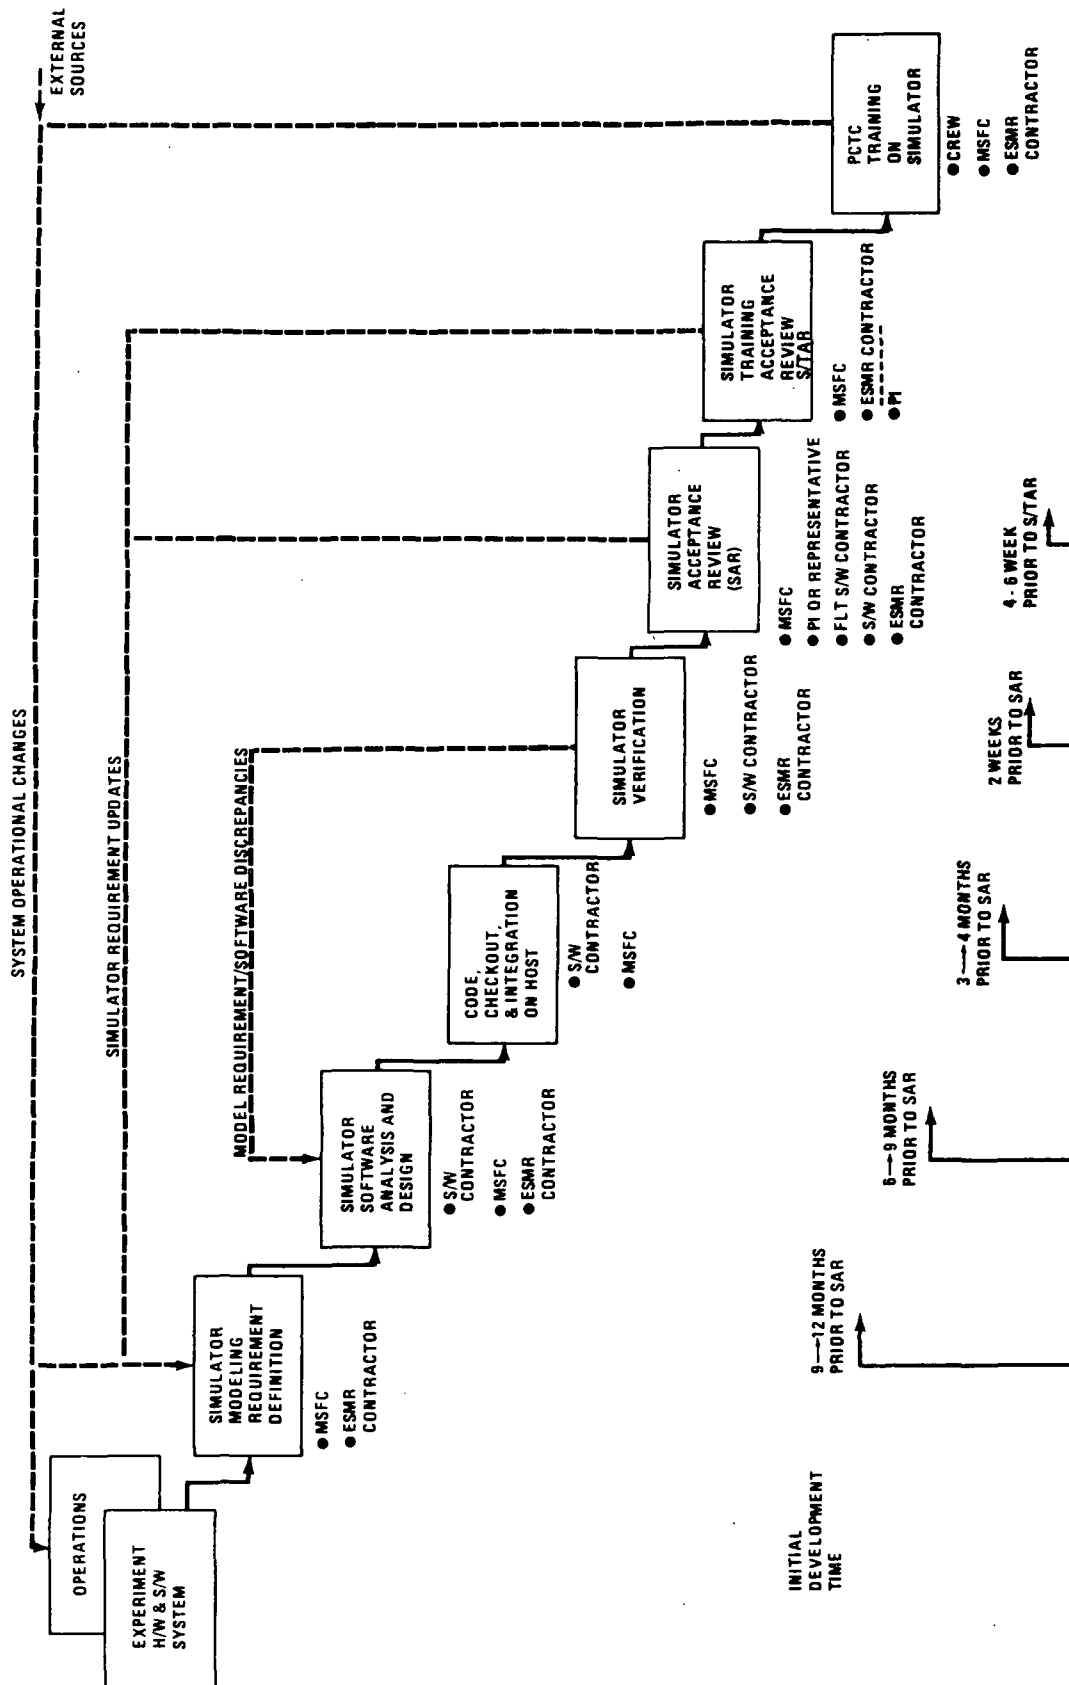 EXTERNAL
SOURCES
SYSTEM OPERATIONAL CHANGES
SIMULATOR REQUIREMENT UPDATES
MODEL REQUIREMENT/SOFTWARE DISCREPANCIES
OPERATIONS
EXPERIMENT
H/W & S/W
SYSTEM
SIMULATOR
MODELING
REQUIREMENT
DEFINITION
●MSFC
●ESMR
CONTRACTOR
SIMULATOR
SOFTWARE
ANALYSIS AND
DESIGN
●S/W
CONTRACTOR
●MSFC
●ESMR
CONTRACTOR
CODE,
CHECKOUT,
& INTEGRATION
ON HOST
●S/W
CONTRACTOR
●MSFC
SIMULATOR
VERIFICATION
●MSFC
●S/W CONTRACTOR
●ESMR
CONTRACTOR
SIMULATOR
ACCEPTANCE
REVIEW
(SAR)
●MSFC
●PI OR REPRESENTATIVE
●FLT S/W CONTRACTOR
●S/W CONTRACTOR
●ESMR
CONTRACTOR
SIMULATOR
TRAINING
ACCEPTANCE
REVIEW
S/TAR
●MSFC
●ESMR CONTRACTOR
●PI
PCTC
TRAINING
ON
SIMULATOR
●CREW
●MSFC
●ESMR
CONTRACTOR
INITIAL
DEVELOPMENT
TIME
9→12 MONTHS
PRIOR TO SAR
6→9 MONTHS
PRIOR TO SAR
3→4 MONTHS
PRIOR TO SAR
2 WEEKS
PRIOR TO SAR
4-6 WEEK
PRIOR TO S/TAR